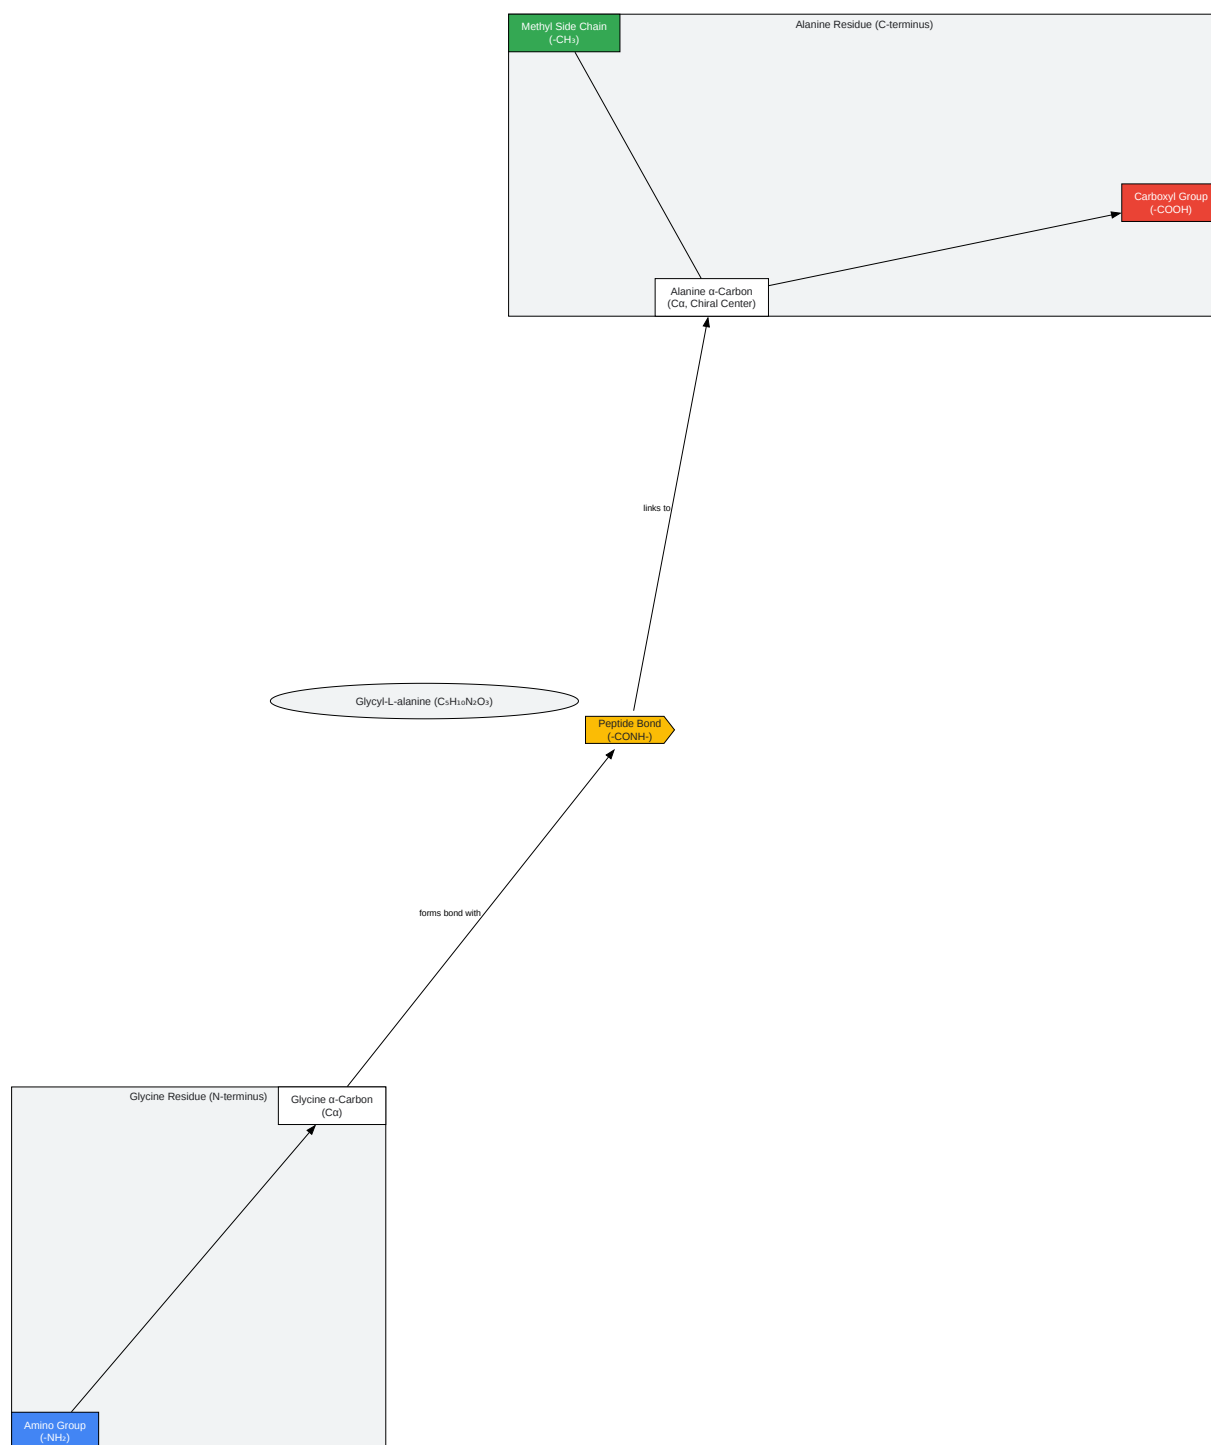 Methyl Side Chain
(-CH₃)
Alanine Residue (C-terminus)
Carboxyl Group
(-COOH)
Alanine α-Carbon
(Cα, Chiral Center)
links to
Glycyl-L-alanine (C₅H₁₀N₂O₃)
Peptide Bond
(-CONH-)
forms bond with
Glycine Residue (N-terminus)
Glycine α-Carbon
(Cα)
Amino Group
(-NH₂)